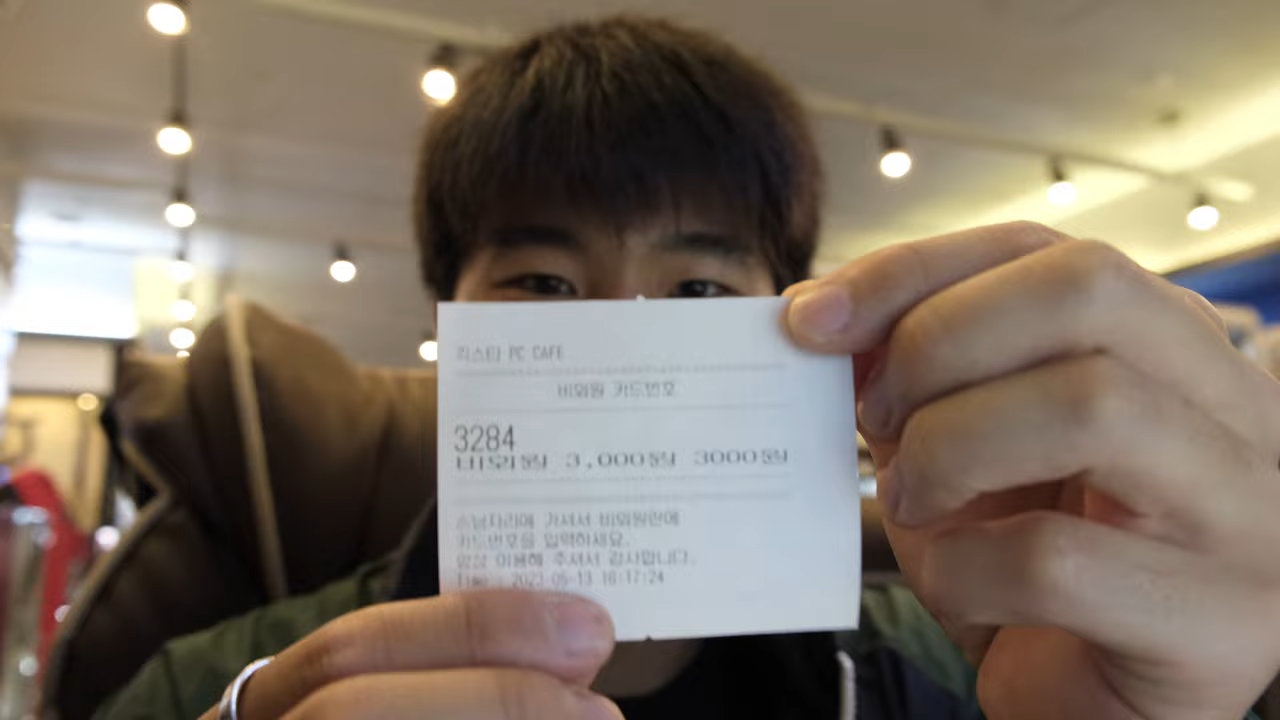 PC CAFE
비회원 카드번호
3284
비회원 3,000원 3000원
손님자리에 가셔서 비회원란에
카드번호를 입력하세요.
이용해 주셔서 감사합니다.
2023-05-13 16:17:24